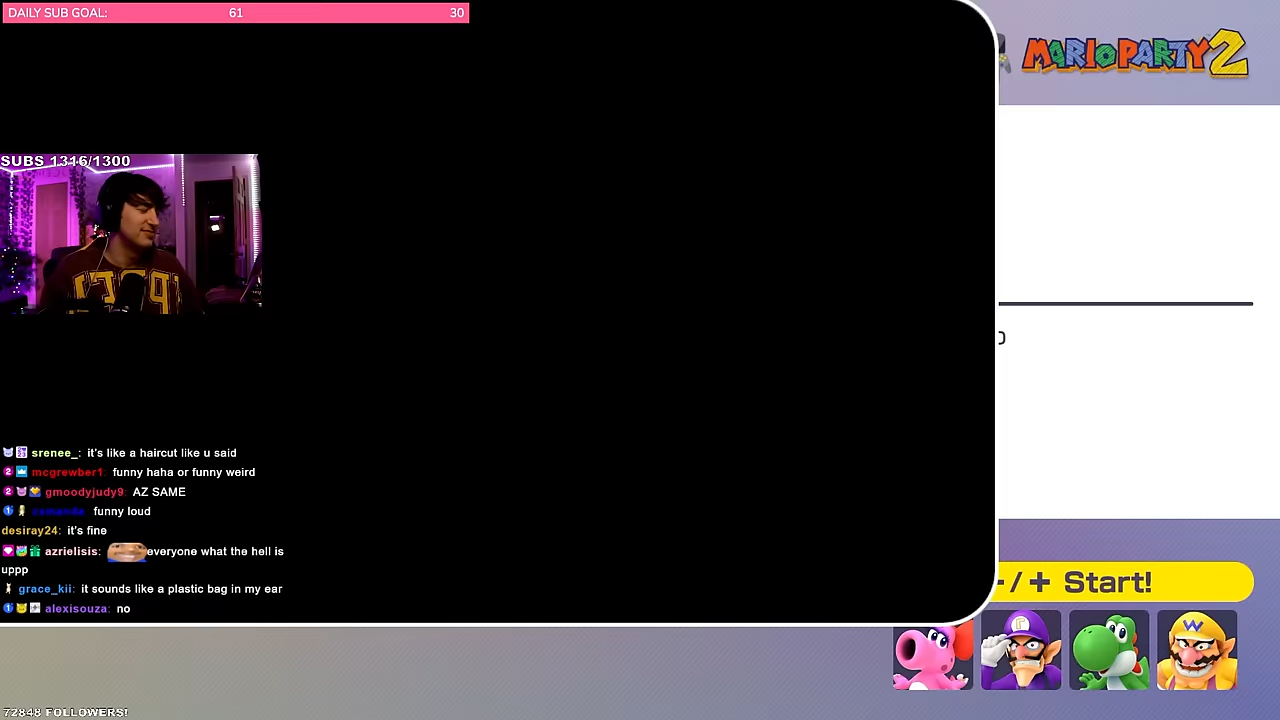 DAILY SUB GOAL: 61 30
MARIO PARTY 2
SUBS 1316/1300
srenee_: it's like a haircut like u said
mcgrewber1: funny haha or funny weird
gmoodyjudy9: AZ SAME
funny loud
desiray24: it's fine
azrielisis: everyone what the hell is
uppp
grace_kii: it sounds like a plastic bag in my ear
alexisouza: no
- / + Start!
72848 FOLLOWERS!